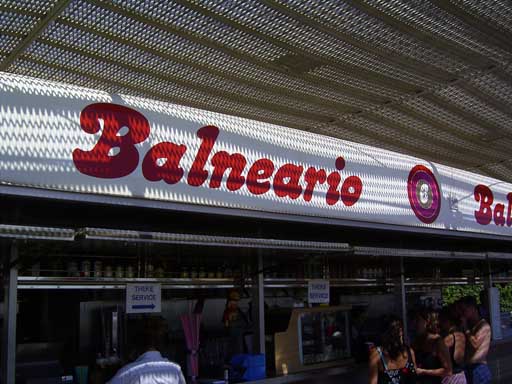 Balneario
Bal
THEKE
SERVICE
THEKE
SERVICE